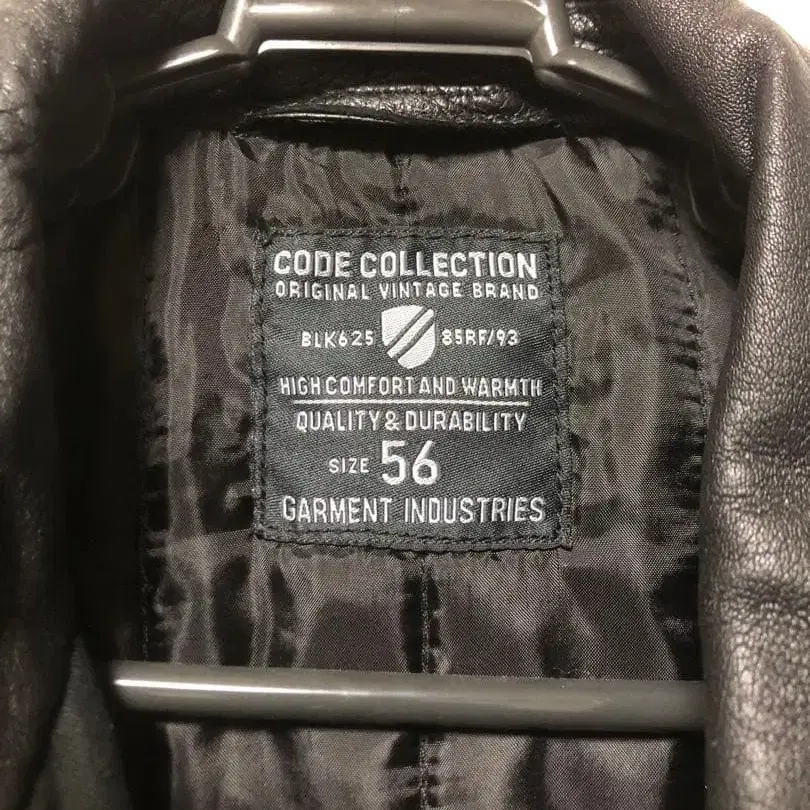 CODE COLLECTION
ORIGINAL VINTAGE BRAND
BLK625 85RF/93
HIGH COMFORT AND WARMTH
QUALITY & DURABILITY
SIZE 56
GARMENT INDUSTRIES